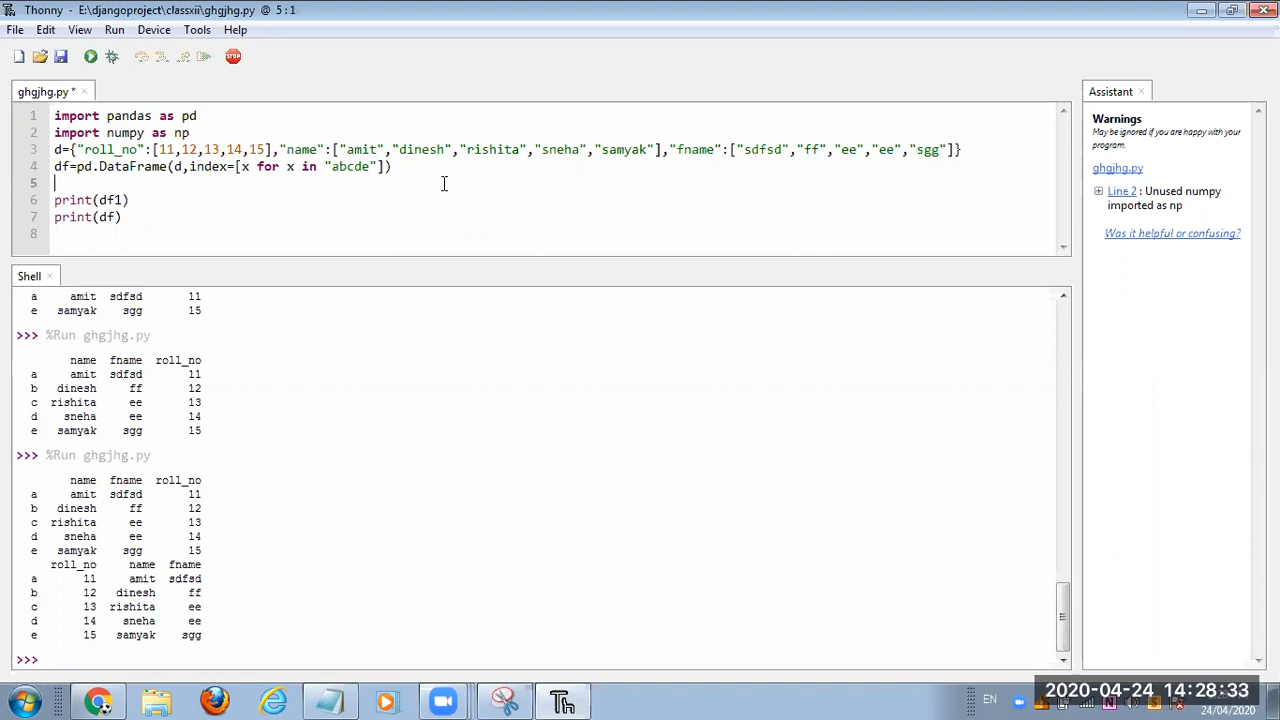 Thonny - E:\djangoproject\classxii\ghgjhg.py @ 5:1
File Edit View Run Device Tools Help
STOP
ghgjhg.py * ×
1 import pandas as pd
2 import numpy as np
3 d={"roll_no":[11,12,13,14,15],"name":["amit","dinesh","rishita","sneha","samyak"],"fname":["sdfsd","ff","ee","ee","sgg"]}
4 df=pd.DataFrame(d,index=[x for x in "abcde"])
5
6 print(df1)
7 print(df)
8
Assistant ×
Warnings
May be ignored if you are happy with your
program.
ghgjhg.py
Line 2 : Unused numpy
imported as np
Was it helpful or confusing?
Shell ×
a amit sdfsd 11
e samyak sgg 15
>>> %Run ghgjhg.py
name fname roll_no
a amit sdfsd 11
b dinesh ff 12
c rishita ee 13
d sneha ee 14
e samyak sgg 15
>>> %Run ghgjhg.py
name fname roll_no
a amit sdfsd 11
b dinesh ff 12
c rishita ee 13
d sneha ee 14
e samyak sgg 15
roll_no name fname
a 11 amit sdfsd
b 12 dinesh ff
c 13 rishita ee
d 14 sneha ee
e 15 samyak sgg
>>>
Th
EN
2020-04-24 14:28:33
24/04/2020